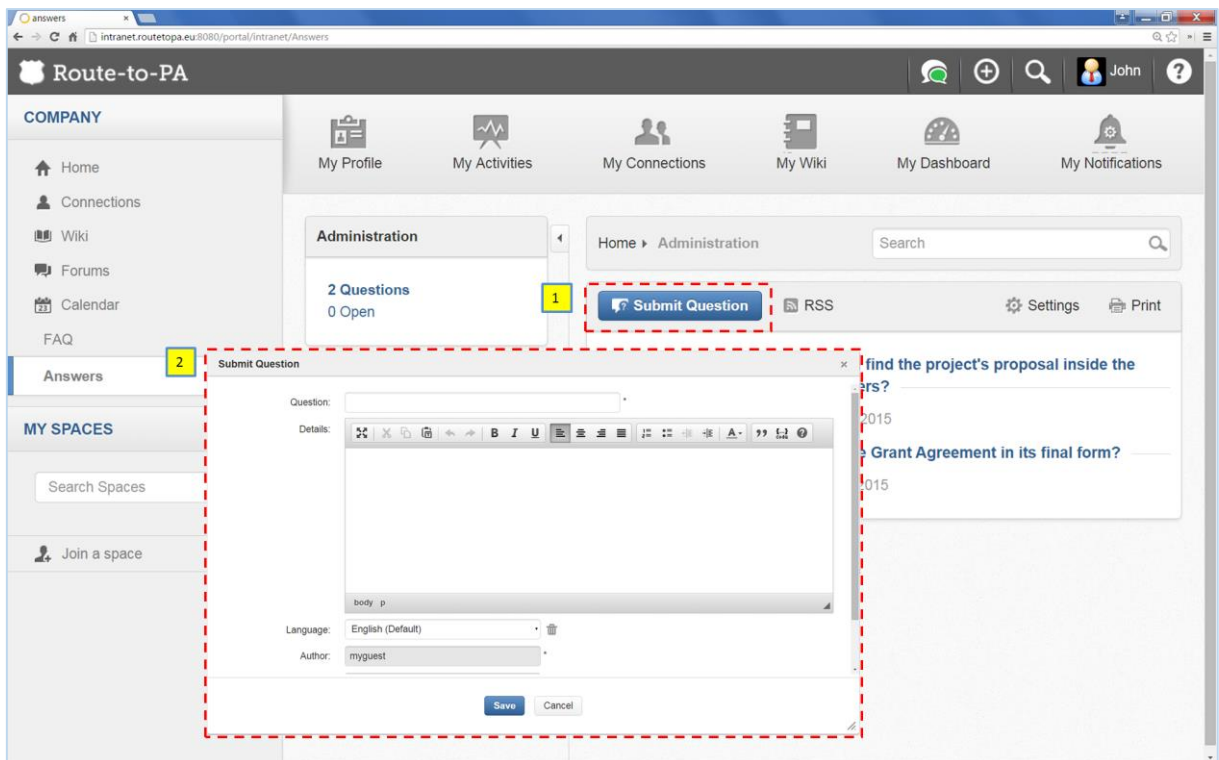 answers
intranet.routetopa.eu:8080/portal/intranet/Answers
Route-to-PA
John
?
COMPANY
Home
Connections
Wiki
Forums
23 Calendar
FAQ
Answers
MY SPACES
Search Spaces
Join a space
My Profile
My Activities
My Connections
My Wiki
My Dashboard
My Notifications
Administration
2 Questions
0 Open
Home Administration
Search
1
Submit Question
RSS
Settings
Print
find the project's proposal inside the
ers?
2015
Grant Agreement in its final form?
2015
2
Submit Question
Question: *
Details:
B I U
A
body p
Language: English (Default)
Author: myguest *
Save
Cancel